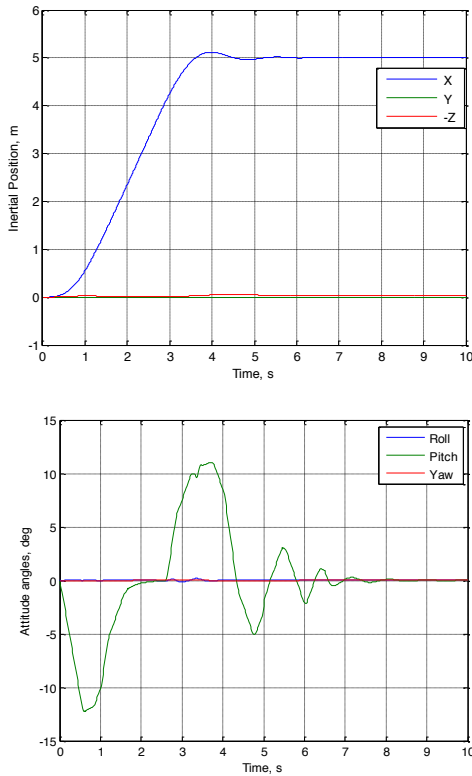 6
5
4
3
2
1
0
-1
Inertial Position, m
X
Y
-Z
0 1 2 3 4 5 6 7 8 9 10
Time, s
15
10
5
0
-5
-10
-15
Attitude angles, deg
Roll
Pitch
Yaw
0 1 2 3 4 5 6 7 8 9 10
Time, s